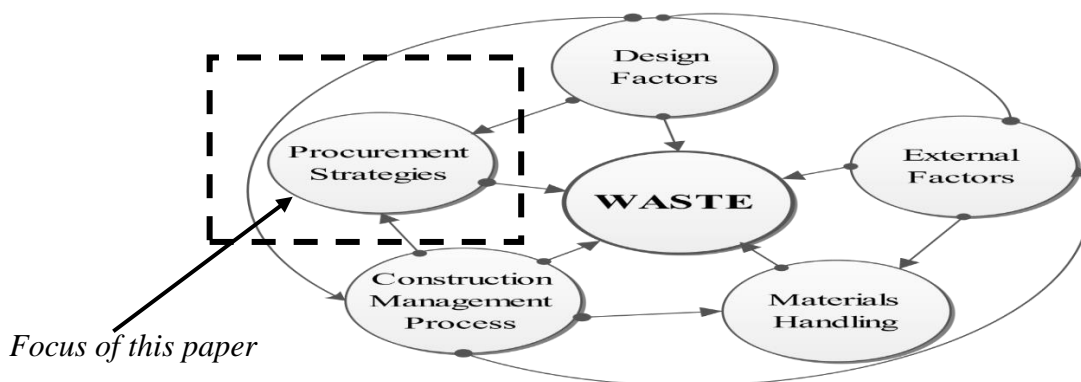 Design
Factors
Procurement
Strategies
External
Factors
WASTE
Construction
Management
Process
Materials
Handling
Focus of this paper